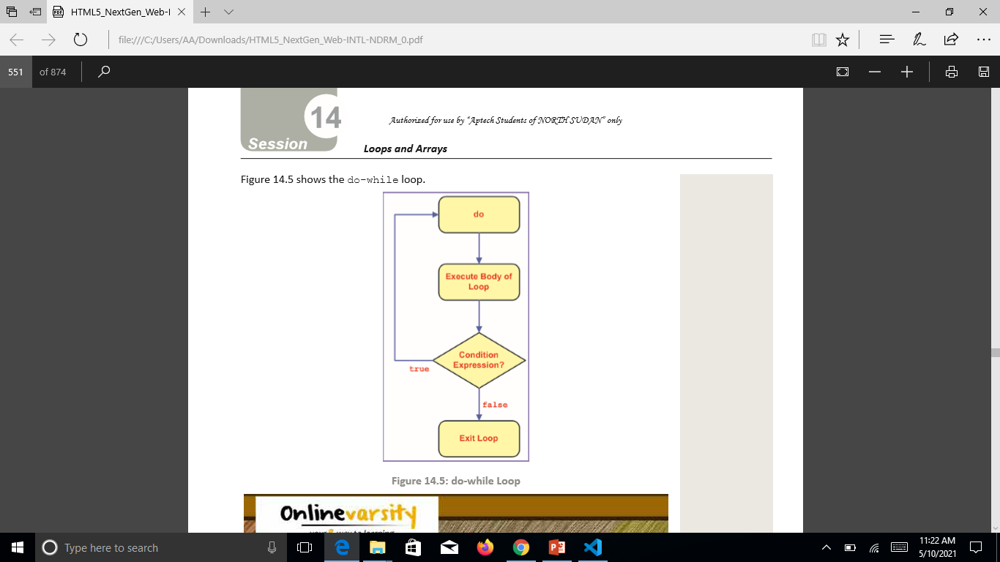 HTML5_NextGen_Web-I
file:///C:/Users/AA/Downloads/HTML5_NextGen_Web-INTL-NDRM_0.pdf
551 of 874
14
Session
Authorized for use by “Aptech Students of NORTH SUDAN” only
Loops and Arrays
Figure 14.5 shows the do-while loop.
do
Execute Body of
Loop
Condition
Expression?
true
false
Exit Loop
Figure 14.5: do-while Loop
Onlinevarsity
Type here to search
11:22 AM
5/10/2021